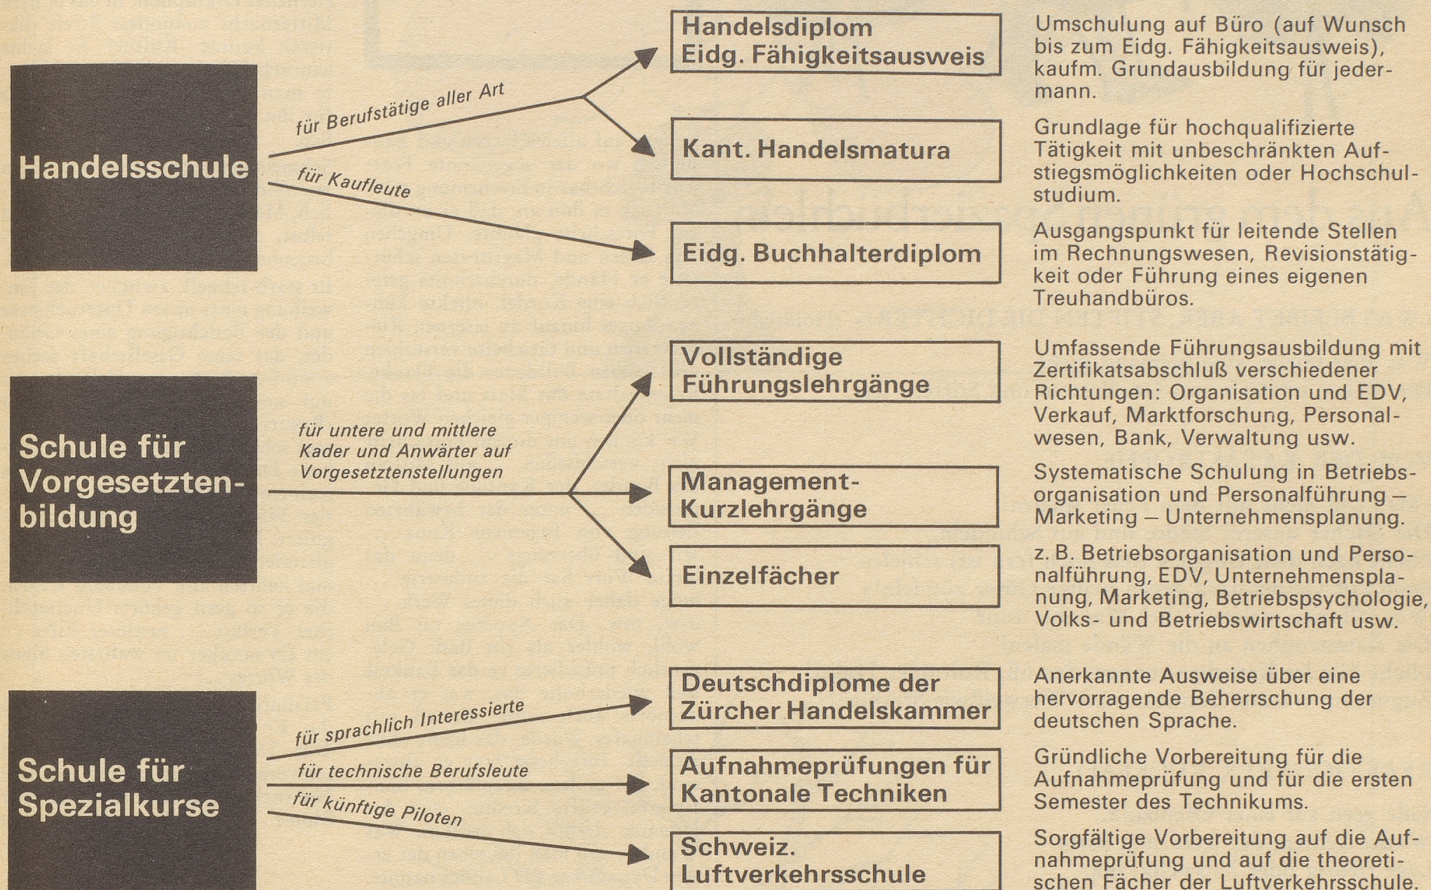 Handelsschule
für Berufstätige aller Art
Handelsdiplom
Eidg. Fähigkeitsausweis
Umschulung auf Büro (auf Wunsch
bis zum Eidg. Fähigkeitsausweis),
kaufm. Grundausbildung für jeder-
mann.
Kant. Handelsmatura
Grundlage für hochqualifizierte
Tätigkeit mit unbeschränkten Auf-
stiegsmöglichkeiten oder Hochschul-
studium.
für Kaufleute
Eidg. Buchhalterdiplom
Ausgangspunkt für leitende Stellen
im Rechnungswesen, Revisionstätig-
keit oder Führung eines eigenen
Treuhandbüros.
Schule für
Vorgesetzten-
bildung
für untere und mittlere
Kader und Anwärter auf
Vorgesetztenstellungen
Vollständige
Führungslehrgänge
Umfassende Führungsausbildung mit
Zertifikatsabschluß verschiedener
Richtungen: Organisation und EDV,
Verkauf, Marktforschung, Personal-
wesen, Bank, Verwaltung usw.
Management-
Kurzlehrgänge
Systematische Schulung in Betriebs-
organisation und Personalführung –
Marketing – Unternehmensplanung.
Einzelfächer
z. B. Betriebsorganisation und Perso-
nalführung, EDV, Unternehmenspla-
nung, Marketing, Betriebspsychologie,
Volks- und Betriebswirtschaft usw.
Schule für
Spezialkurse
für sprachlich Interessierte
Deutschdiplome der
Zürcher Handelskammer
Anerkannte Ausweise über eine
hervorragende Beherrschung der
deutschen Sprache.
für technische Berufsleute
Aufnahmeprüfungen für
Kantonale Techniken
Gründliche Vorbereitung für die
Aufnahmeprüfung und für die ersten
Semester des Technikums.
für künftige Piloten
Schweiz.
Luftverkehrsschule
Sorgfältige Vorbereitung auf die Auf-
nahmeprüfung und auf die theoreti-
schen Fächer der Luftverkehrsschule.